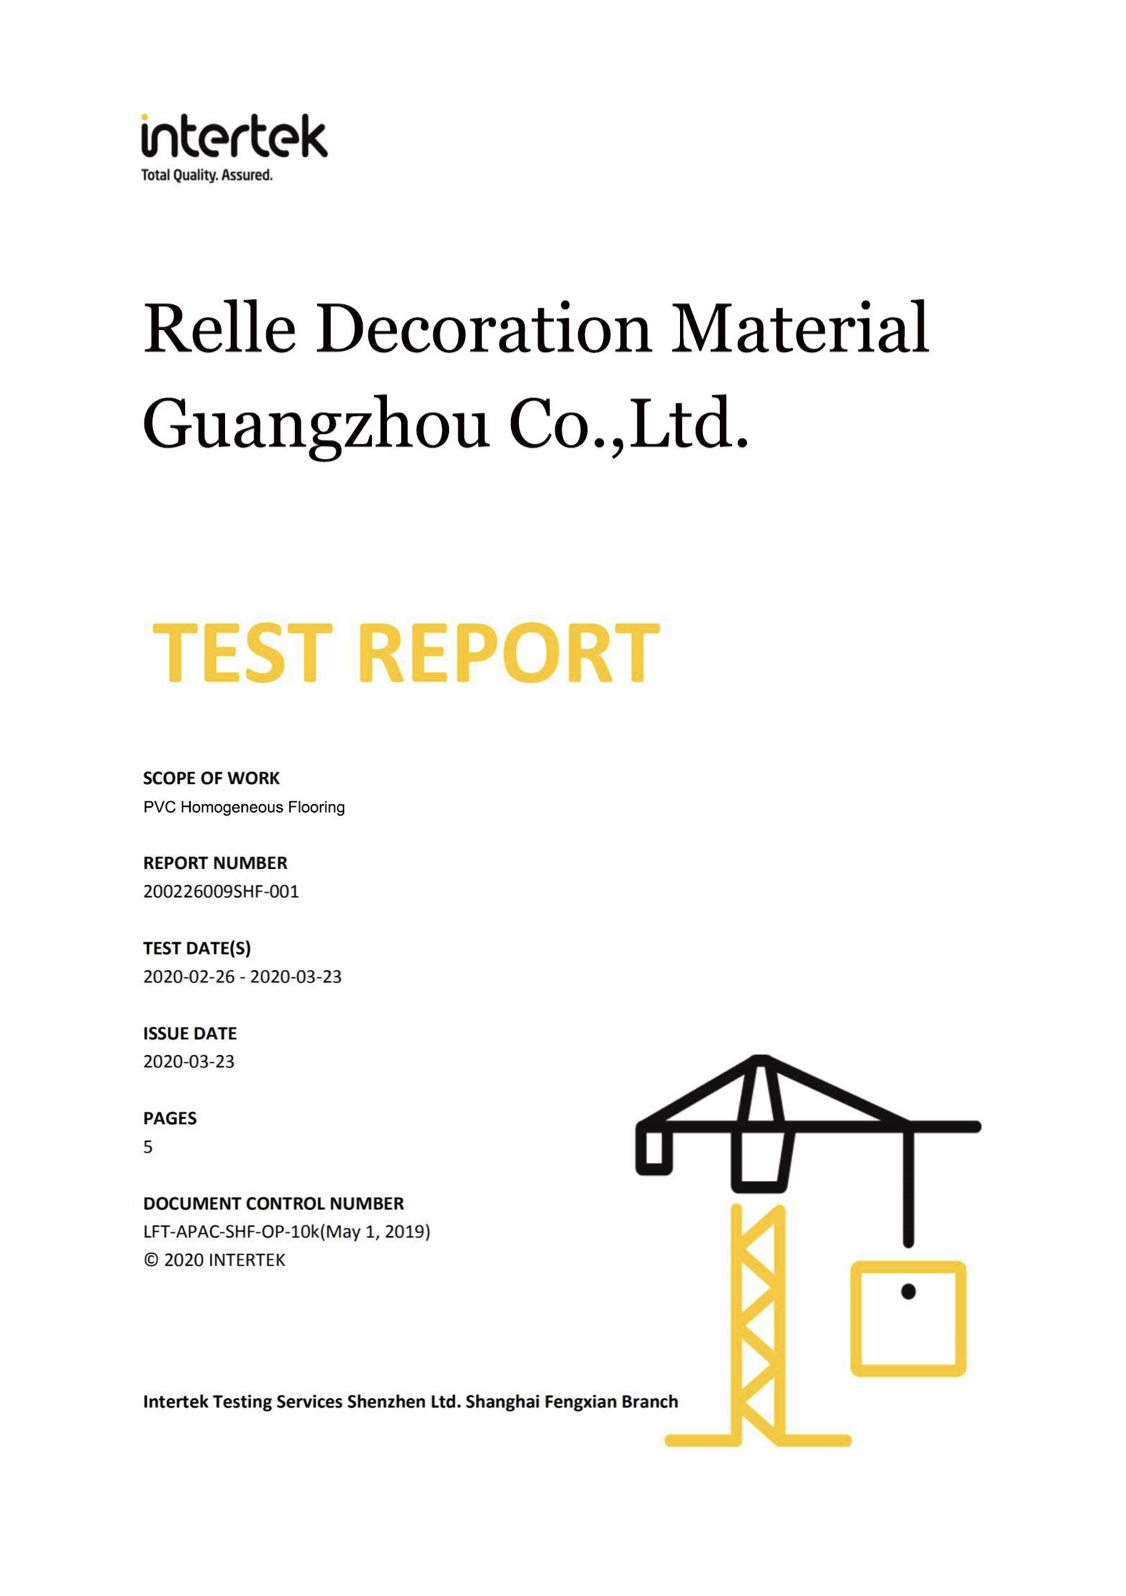 intertek
Total Quality. Assured.
Relle Decoration Material
Guangzhou Co.,Ltd.
TEST REPORT
SCOPE OF WORK
PVC Homogeneous Flooring
REPORT NUMBER
200226009SHF-001
TEST DATE(S)
2020-02-26 - 2020-03-23
ISSUE DATE
2020-03-23
PAGES
5
DOCUMENT CONTROL NUMBER
LFT-APAC-SHF-OP-10k(May 1, 2019)
© 2020 INTERTEK
Intertek Testing Services Shenzhen Ltd. Shanghai Fengxian Branch